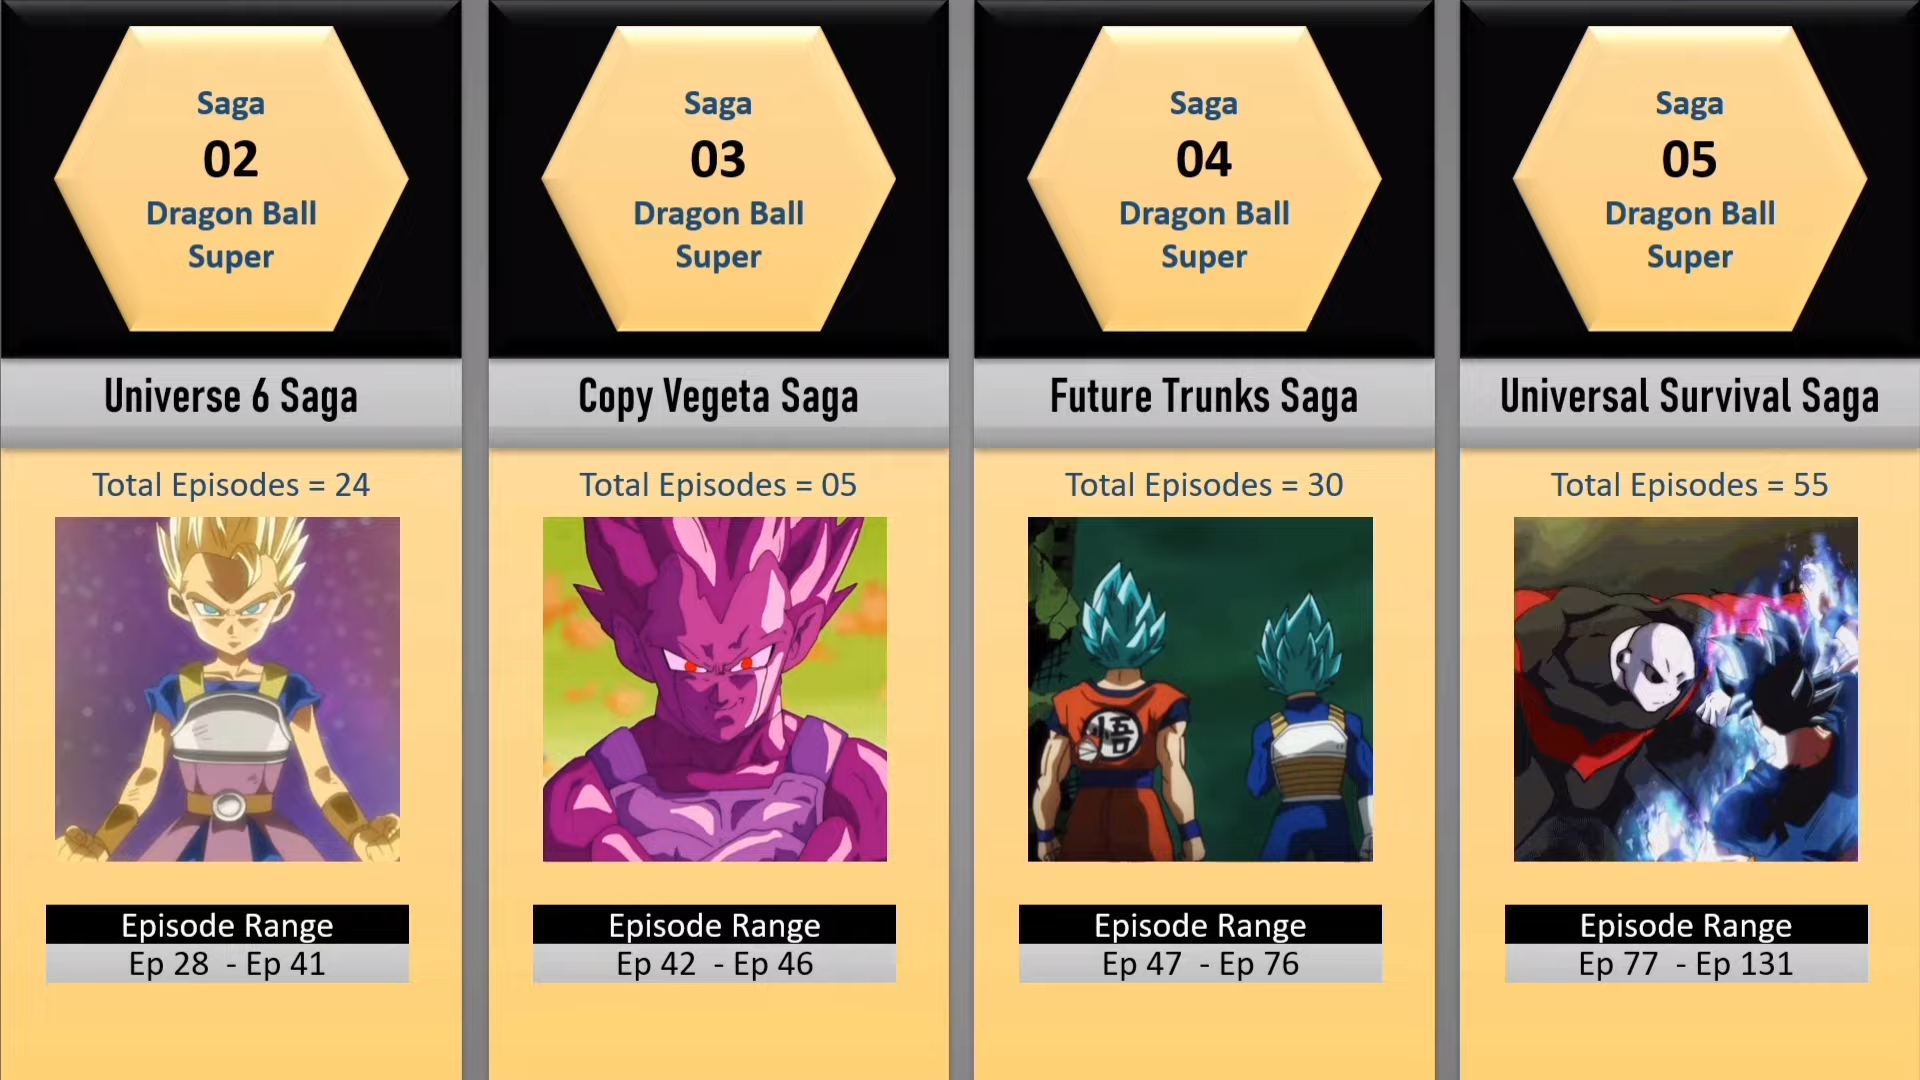 Saga
02
Dragon Ball
Super
Universe 6 Saga
Total Episodes = 24
Episode Range
Ep 28 - Ep 41
Saga
03
Dragon Ball
Super
Copy Vegeta Saga
Total Episodes = 05
Episode Range
Ep 42 - Ep 46
Saga
04
Dragon Ball
Super
Future Trunks Saga
Total Episodes = 30
悟
Episode Range
Ep 47 - Ep 76
Saga
05
Dragon Ball
Super
Universal Survival Saga
Total Episodes = 55
Episode Range
Ep 77 - Ep 131